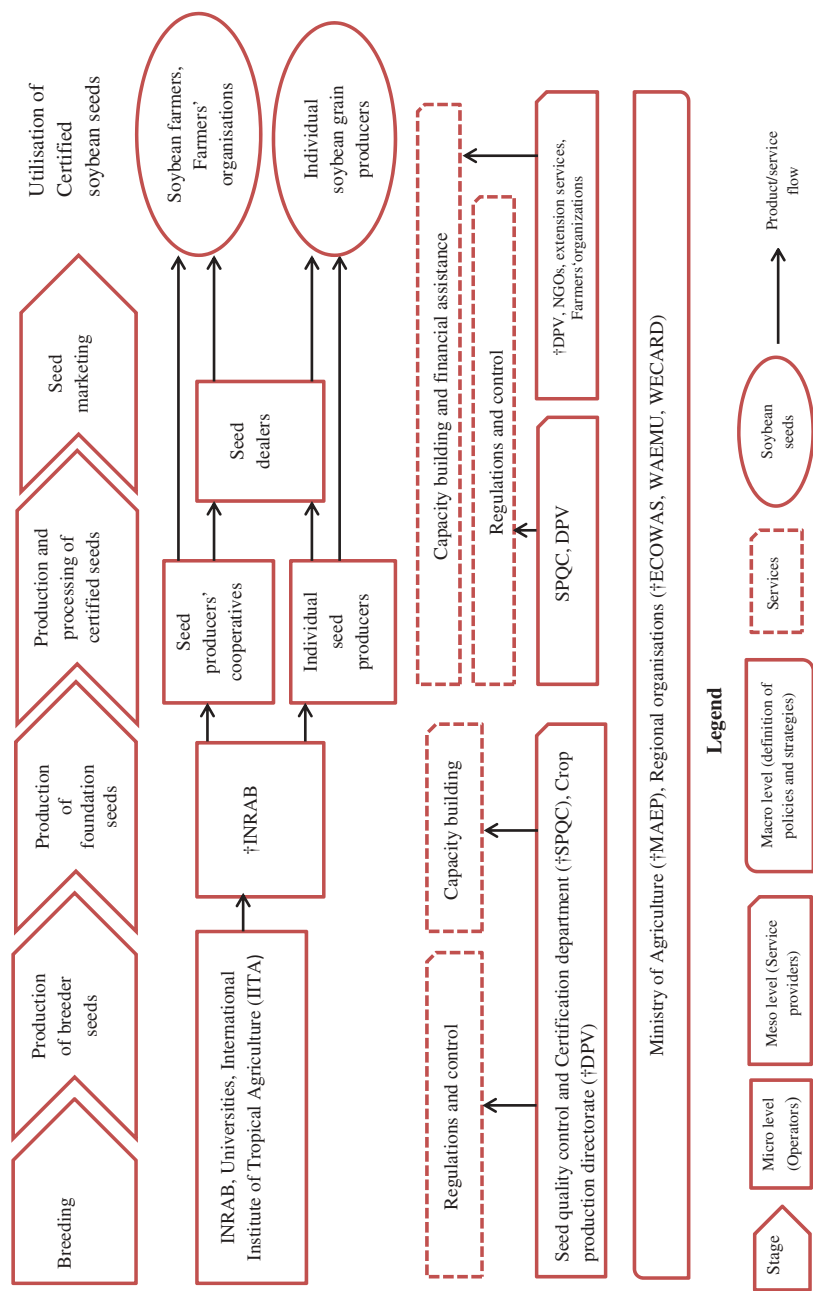 Breeding
Production
of breeder
seeds
Production
of
foundation
seeds
Production and
processing of
certified seeds
Seed
marketing
Utilisation of
Certified
soybean seeds
INRAB, Universities, International
Institute of Tropical Agriculture (IITA)
†INRAB
Seed
producers’
cooperatives
Individual
seed
producers
Seed
dealers
Soybean farmers,
Farmers’
organisations
Individual
soybean grain
producers
Regulations and control
Capacity building
Capacity building and financial assistance
Regulations and control
Seed quality control and Certification department (†SPQC), Crop
production directorate (†DPV)
SPQC, DPV
†DPV, NGOs, extension services,
Farmers‘organizations
Ministry of Agriculture (†MAEP), Regional organisations (†ECOWAS, WAEMU, WECARD)
Legend
Stage
Micro level
(Operators)
Meso level (Service
providers)
Macro level (definition of
policies and strategies)
Services
Soybean
seeds
Product/service
flow